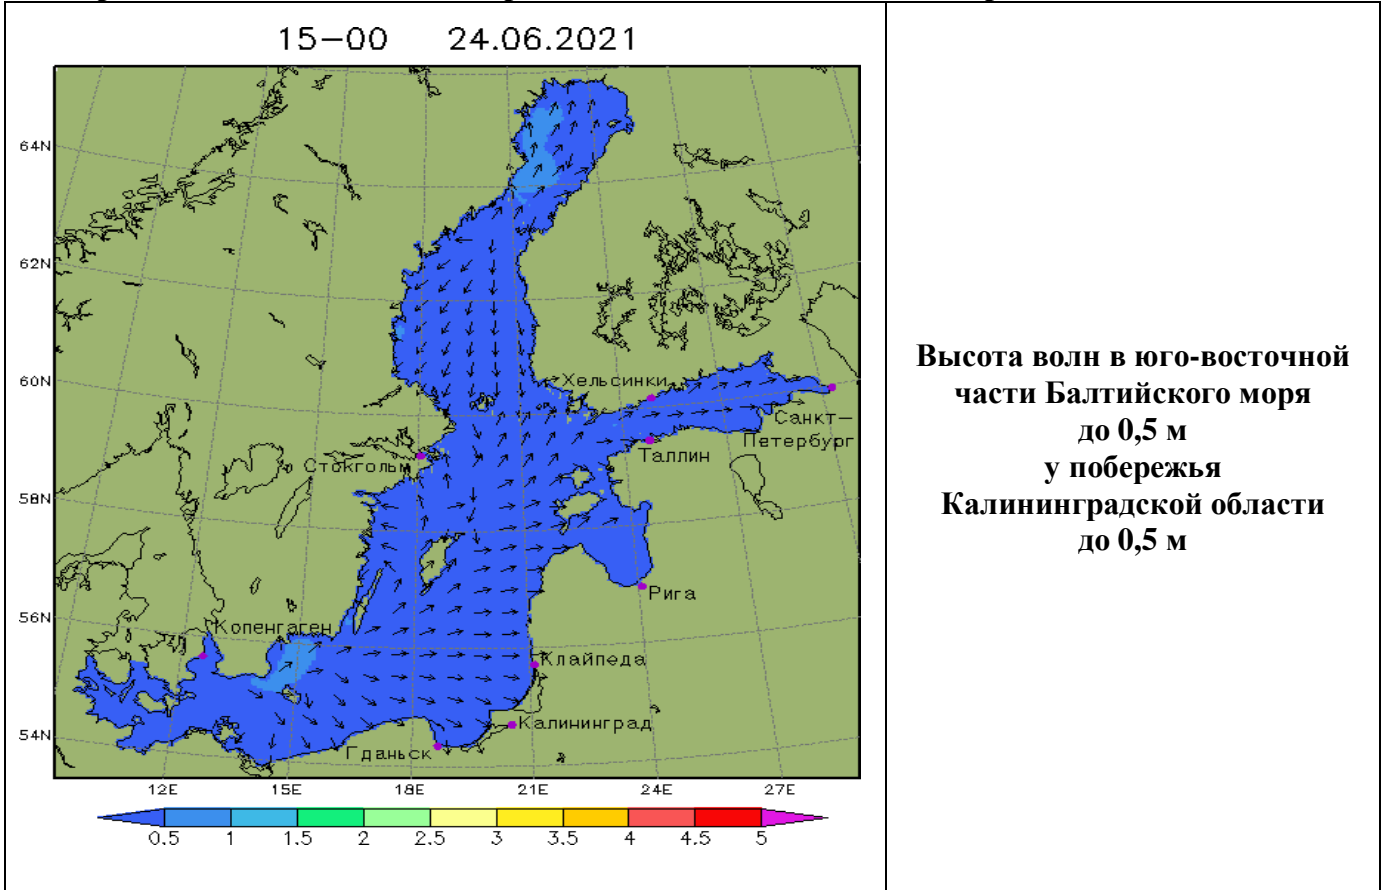 15-00 24.06.2021
64N
62N
60N
58N
56N
54N
Хельсинки
Санкт-
Петербург
Таллин
Стокгольм
Рига
Копенгаген
Клайпеда
Калининград
Гданьск
12E 15E 18E 21E 24E 27E
0.5 1 1.5 2 2.5 3 3.5 4 4.5 5
Высота волн в юго-восточной
части Балтийского моря
до 0,5 м
у побережья
Калининградской области
до 0,5 м